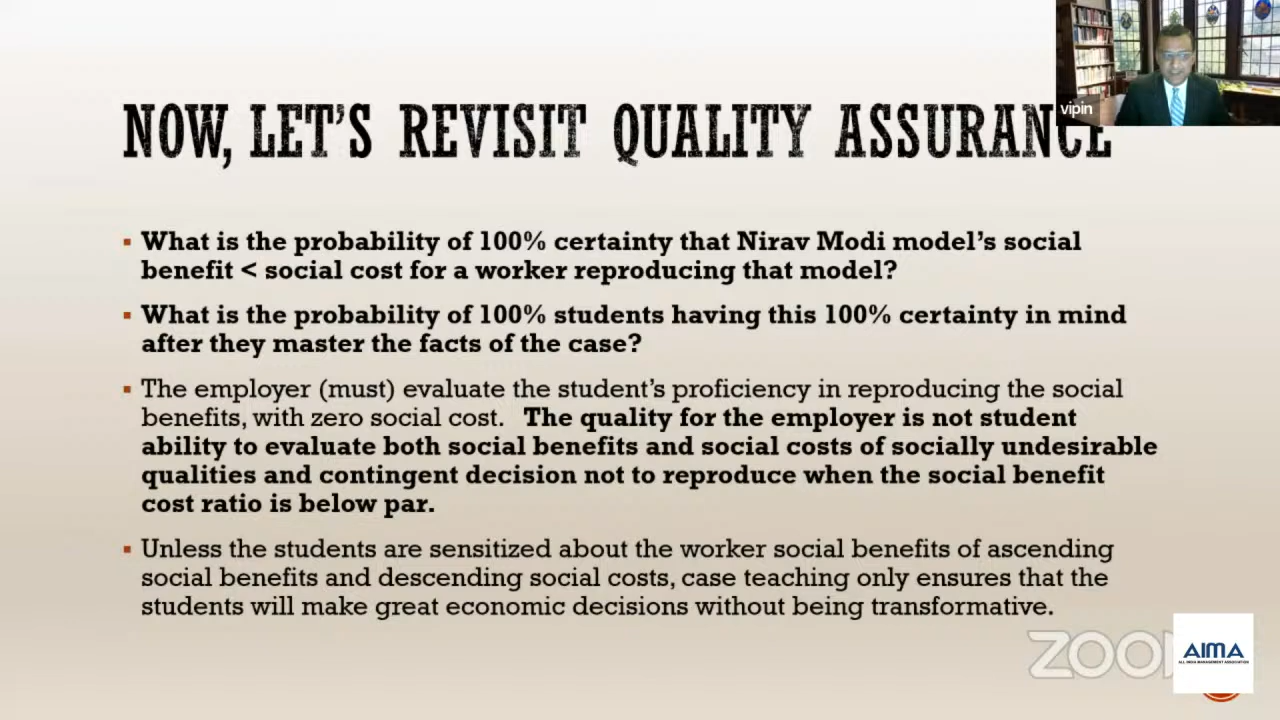 vipin
NOW, LET'S REVISIT QUALITY ASSURANCE
▪ What is the probability of 100% certainty that Nirav Modi model's social
benefit < social cost for a worker reproducing that model?
▪ What is the probability of 100% students having this 100% certainty in mind
after they master the facts of the case?
▪ The employer (must) evaluate the student's proficiency in reproducing the social
benefits, with zero social cost. The quality for the employer is not student
ability to evaluate both social benefits and social costs of socially undesirable
qualities and contingent decision not to reproduce when the social benefit
cost ratio is below par.
▪ Unless the students are sensitized about the worker social benefits of ascending
social benefits and descending social costs, case teaching only ensures that the
students will make great economic decisions without being transformative.
ZOO
AIMA
ALL INDIA MANAGEMENT ASSOCIATION